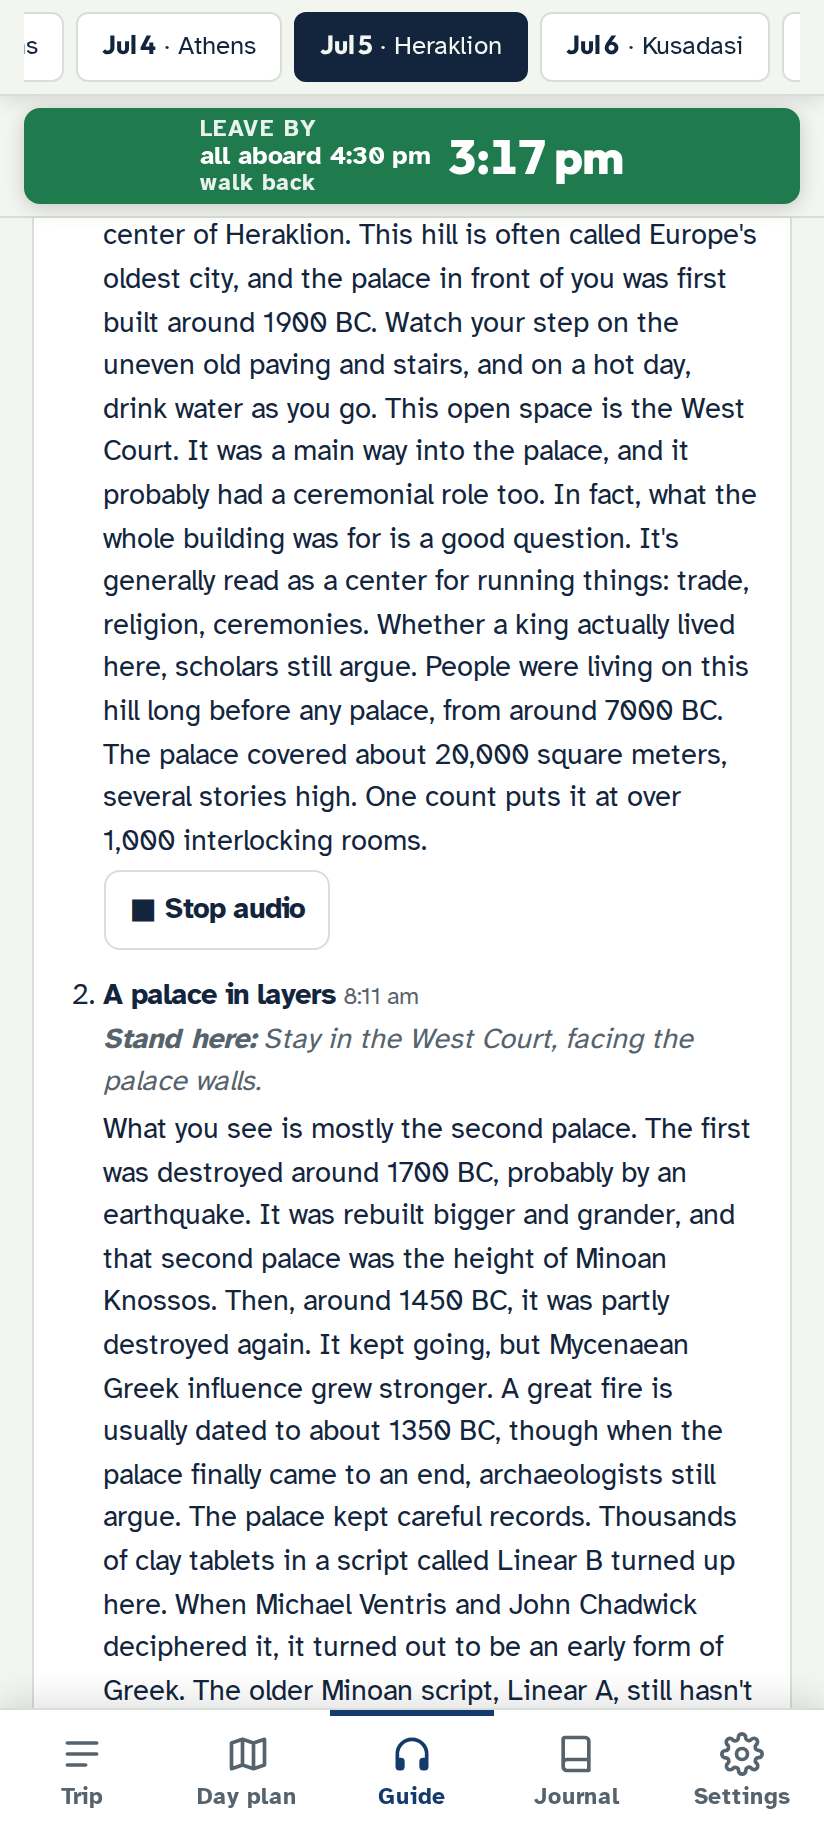 s
Jul 4 · Athens
Jul 5 · Heraklion
Jul 6 · Kusadasi
LEAVE BY
all aboard 4:30 pm
walk back
3:17 pm
center of Heraklion. This hill is often called Europe's
oldest city, and the palace in front of you was first
built around 1900 BC. Watch your step on the
uneven old paving and stairs, and on a hot day,
drink water as you go. This open space is the West
Court. It was a main way into the palace, and it
probably had a ceremonial role too. In fact, what the
whole building was for is a good question. It's
generally read as a center for running things: trade,
religion, ceremonies. Whether a king actually lived
here, scholars still argue. People were living on this
hill long before any palace, from around 7000 BC.
The palace covered about 20,000 square meters,
several stories high. One count puts it at over
1,000 interlocking rooms.
Stop audio
2. A palace in layers 8:11 am
Stand here: Stay in the West Court, facing the
palace walls.
What you see is mostly the second palace. The first
was destroyed around 1700 BC, probably by an
earthquake. It was rebuilt bigger and grander, and
that second palace was the height of Minoan
Knossos. Then, around 1450 BC, it was partly
destroyed again. It kept going, but Mycenaean
Greek influence grew stronger. A great fire is
usually dated to about 1350 BC, though when the
palace finally came to an end, archaeologists still
argue. The palace kept careful records. Thousands
of clay tablets in a script called Linear B turned up
here. When Michael Ventris and John Chadwick
deciphered it, it turned out to be an early form of
Greek. The older Minoan script, Linear A, still hasn't
Trip
Day plan
Guide
Journal
Settings